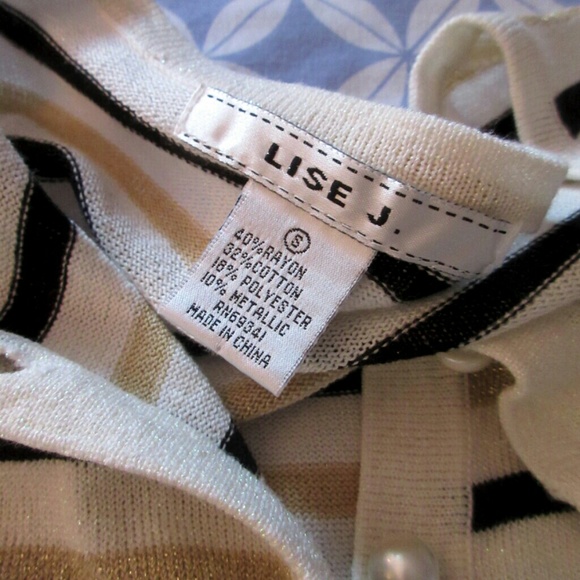 LISE J.
S
40% RAYON
32% COTTON
18% POLYESTER
10% METALLIC
RN69341
MADE IN CHINA